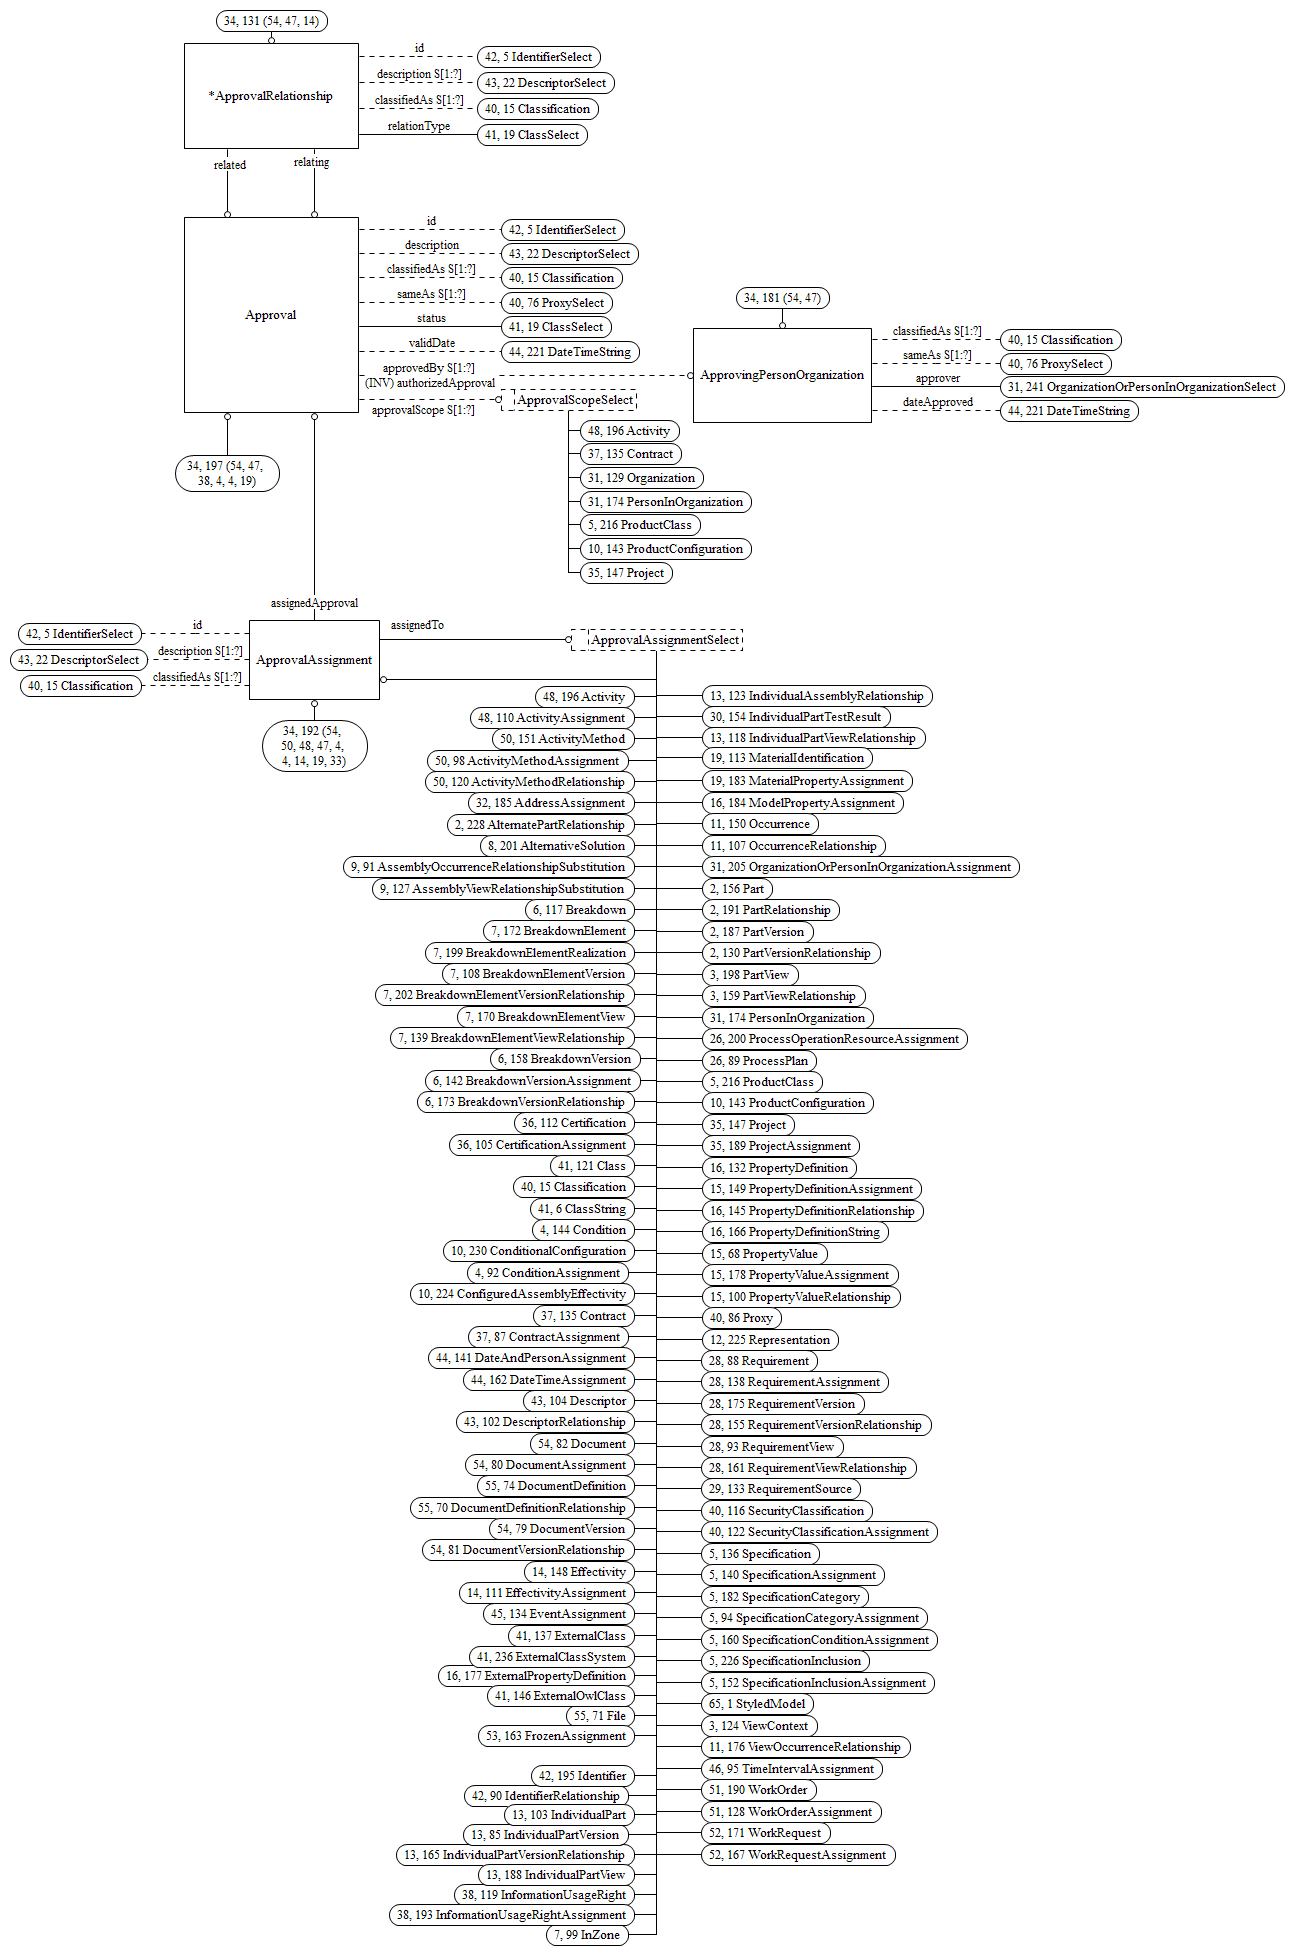 34, 131 (54, 47, 14)
*ApprovalRelationship
id
42, 5 IdentifierSelect
description S[1:?]
43, 22 DescriptorSelect
classifiedAs S[1:?]
40, 15 Classification
relationType
41, 19 ClassSelect
related
relating
Approval
id
42, 5 IdentifierSelect
description
43, 22 DescriptorSelect
classifiedAs S[1:?]
40, 15 Classification
sameAs S[1:?]
40, 76 ProxySelect
status
41, 19 ClassSelect
validDate
44, 221 DateTimeString
approvedBy S[1:?]
(INV) authorizedApproval
approvalScope S[1:?]
ApprovalScopeSelect
34, 181 (54, 47)
ApprovingPersonOrganization
classifiedAs S[1:?]
40, 15 Classification
sameAs S[1:?]
40, 76 ProxySelect
approver
31, 241 OrganizationOrPersonInOrganizationSelect
dateApproved
44, 221 DateTimeString
48, 196 Activity
37, 135 Contract
31, 129 Organization
31, 174 PersonInOrganization
5, 216 ProductClass
10, 143 ProductConfiguration
35, 147 Project
34, 197 (54, 47,
38, 4, 4, 19)
assignedApproval
ApprovalAssignment
id
42, 5 IdentifierSelect
description S[1:?]
43, 22 DescriptorSelect
classifiedAs S[1:?]
40, 15 Classification
assignedTo
ApprovalAssignmentSelect
34, 192 (54,
50, 48, 47, 4,
4, 14, 19, 33)
48, 196 Activity
48, 110 ActivityAssignment
50, 151 ActivityMethod
50, 98 ActivityMethodAssignment
50, 120 ActivityMethodRelationship
32, 185 AddressAssignment
2, 228 AlternatePartRelationship
8, 201 AlternativeSolution
9, 91 AssemblyOccurrenceRelationshipSubstitution
9, 127 AssemblyViewRelationshipSubstitution
6, 117 Breakdown
7, 172 BreakdownElement
7, 199 BreakdownElementRealization
7, 108 BreakdownElementVersion
7, 202 BreakdownElementVersionRelationship
7, 170 BreakdownElementView
7, 139 BreakdownElementViewRelationship
6, 158 BreakdownVersion
6, 142 BreakdownVersionAssignment
6, 173 BreakdownVersionRelationship
36, 112 Certification
36, 105 CertificationAssignment
41, 121 Class
40, 15 Classification
41, 6 ClassString
4, 144 Condition
10, 230 ConditionalConfiguration
4, 92 ConditionAssignment
10, 224 ConfiguredAssemblyEffectivity
37, 135 Contract
37, 87 ContractAssignment
44, 141 DateAndPersonAssignment
44, 162 DateTimeAssignment
43, 104 Descriptor
43, 102 DescriptorRelationship
54, 82 Document
54, 80 DocumentAssignment
55, 74 DocumentDefinition
55, 70 DocumentDefinitionRelationship
54, 79 DocumentVersion
54, 81 DocumentVersionRelationship
14, 148 Effectivity
14, 111 EffectivityAssignment
45, 134 EventAssignment
41, 137 ExternalClass
41, 236 ExternalClassSystem
16, 177 ExternalPropertyDefinition
41, 146 ExternalOwlClass
55, 71 File
53, 163 FrozenAssignment
42, 195 Identifier
42, 90 IdentifierRelationship
13, 103 IndividualPart
13, 85 IndividualPartVersion
13, 165 IndividualPartVersionRelationship
13, 188 IndividualPartView
38, 119 InformationUsageRight
38, 193 InformationUsageRightAssignment
7, 99 InZone
13, 123 IndividualAssemblyRelationship
30, 154 IndividualPartTestResult
13, 118 IndividualPartViewRelationship
19, 113 MaterialIdentification
19, 183 MaterialPropertyAssignment
16, 184 ModelPropertyAssignment
11, 150 Occurrence
11, 107 OccurrenceRelationship
31, 205 OrganizationOrPersonInOrganizationAssignment
2, 156 Part
2, 191 PartRelationship
2, 187 PartVersion
2, 130 PartVersionRelationship
3, 198 PartView
3, 159 PartViewRelationship
31, 174 PersonInOrganization
26, 200 ProcessOperationResourceAssignment
26, 89 ProcessPlan
5, 216 ProductClass
10, 143 ProductConfiguration
35, 147 Project
35, 189 ProjectAssignment
16, 132 PropertyDefinition
15, 149 PropertyDefinitionAssignment
16, 145 PropertyDefinitionRelationship
16, 166 PropertyDefinitionString
15, 68 PropertyValue
15, 178 PropertyValueAssignment
15, 100 PropertyValueRelationship
40, 86 Proxy
12, 225 Representation
28, 88 Requirement
28, 138 RequirementAssignment
28, 175 RequirementVersion
28, 155 RequirementVersionRelationship
28, 93 RequirementView
28, 161 RequirementViewRelationship
29, 133 RequirementSource
40, 116 SecurityClassification
40, 122 SecurityClassificationAssignment
5, 136 Specification
5, 140 SpecificationAssignment
5, 182 SpecificationCategory
5, 94 SpecificationCategoryAssignment
5, 160 SpecificationConditionAssignment
5, 226 SpecificationInclusion
5, 152 SpecificationInclusionAssignment
65, 1 StyledModel
3, 124 ViewContext
11, 176 ViewOccurrenceRelationship
46, 95 TimeIntervalAssignment
51, 190 WorkOrder
51, 128 WorkOrderAssignment
52, 171 WorkRequest
52, 167 WorkRequestAssignment